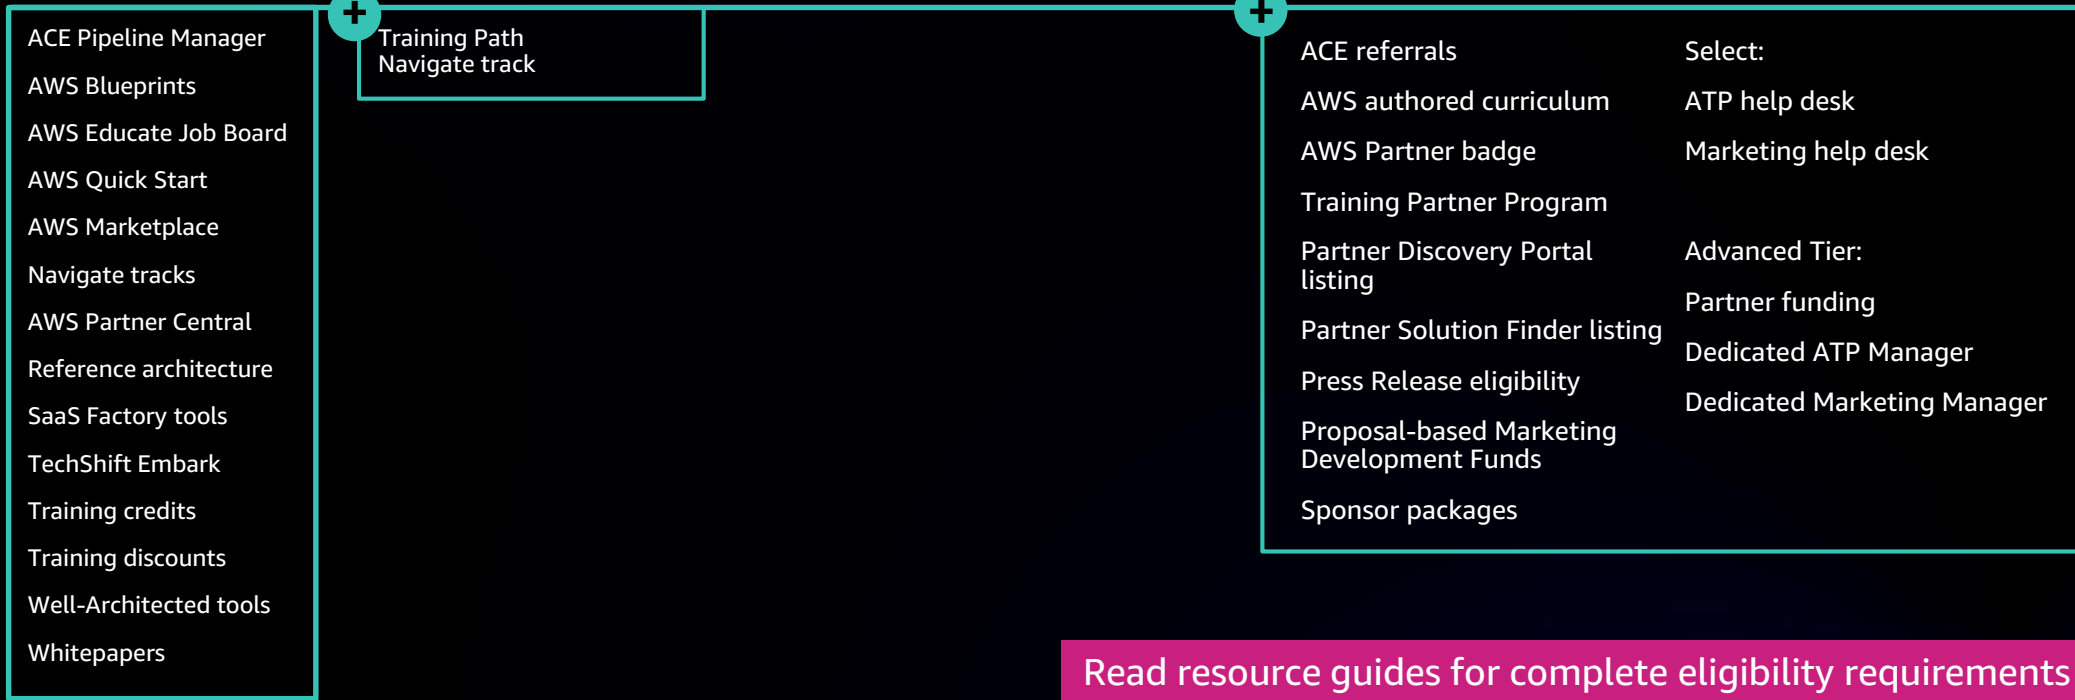 ACE Pipeline Manager
AWS Blueprints
AWS Educate Job Board
AWS Quick Start
AWS Marketplace
Navigate tracks
AWS Partner Central
Reference architecture
SaaS Factory tools
TechShift Embark
Training credits
Training discounts
Well-Architected tools
Whitepapers
+
Training Path
Navigate track
+
ACE referrals
AWS authored curriculum
AWS Partner badge
Training Partner Program
Partner Discovery Portal
listing
Partner Solution Finder listing
Press Release eligibility
Proposal-based Marketing
Development Funds
Sponsor packages
Select:
ATP help desk
Marketing help desk
Advanced Tier:
Partner funding
Dedicated ATP Manager
Dedicated Marketing Manager
Read resource guides for complete eligibility requirements